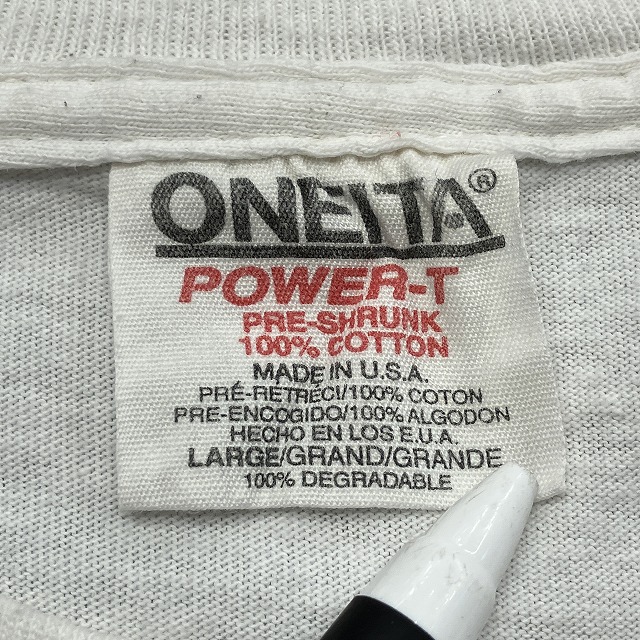 ONEITA®
POWER-T
PRE-SHRUNK
100% COTTON
MADE IN U.S.A.
PRÉ-RETRÉCI/100% COTON
PRE-ENCOGIDO/100% ALGODON
HECHO EN LOS E.U.A.
LARGE/GRAND/GRANDE
100% DEGRADABLE